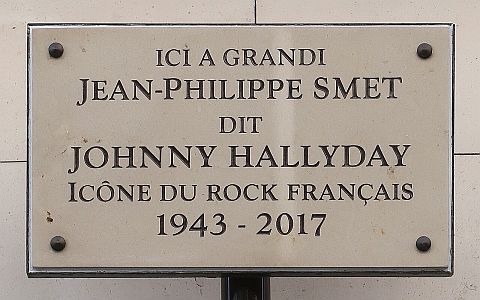 ICI A GRANDI
JEAN-PHILIPPE SMET
DIT
JOHNNY HALLYDAY
ICÔNE DU ROCK FRANÇAIS
1943 - 2017